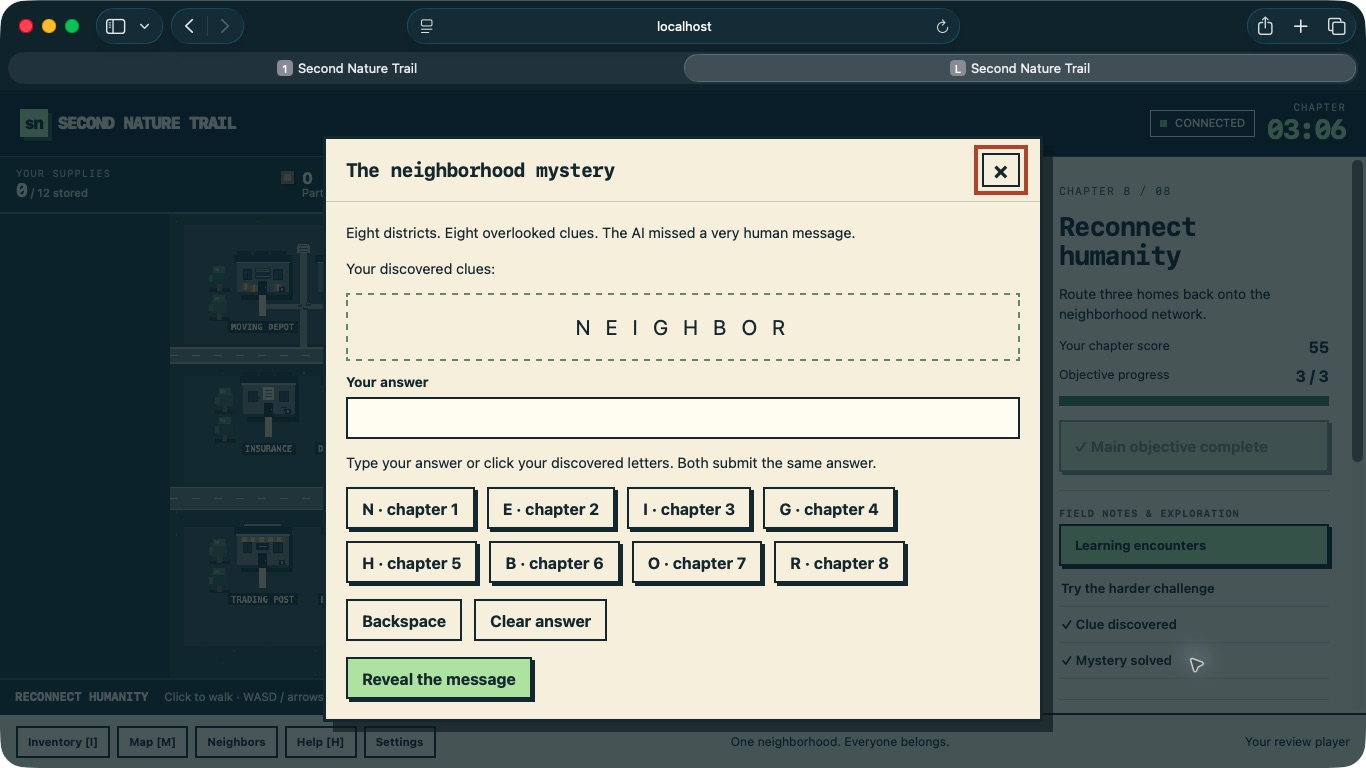 localhost
1 Second Nature Trail
L Second Nature Trail
sn SECOND NATURE TRAIL
CONNECTED
CHAPTER
03:06
YOUR SUPPLIES
0 / 12 stored
0
Part
The neighborhood mystery
×
Eight districts. Eight overlooked clues. The AI missed a very human message.
Your discovered clues:
N E I G H B O R
Your answer
Type your answer or click your discovered letters. Both submit the same answer.
N · chapter 1
E · chapter 2
I · chapter 3
G · chapter 4
H · chapter 5
B · chapter 6
O · chapter 7
R · chapter 8
Backspace
Clear answer
Reveal the message
MOVING DEPOT
INSURANCE
TRADING POST
CHAPTER 8 / 08
Reconnect
humanity
Route three homes back onto the
neighborhood network.
Your chapter score 55
Objective progress 3 / 3
✓ Main objective complete
FIELD NOTES & EXPLORATION
Learning encounters
Try the harder challenge
✓ Clue discovered
✓ Mystery solved
RECONNECT HUMANITY Click to walk · WASD / arrows
Inventory [I]
Map [M]
Neighbors
Help [H]
Settings
One neighborhood. Everyone belongs.
Your review player